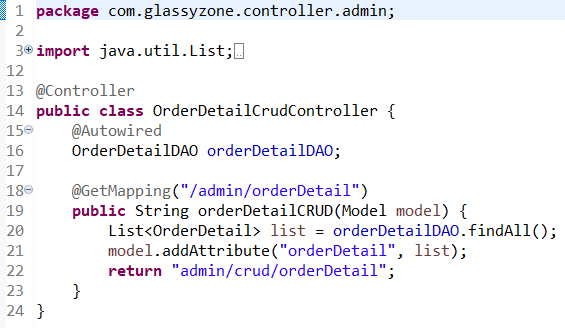 1 package com.glassyzone.controller.admin;
2
3 import java.util.List;
12
13 @Controller
14 public class OrderDetailCrudController {
15 @Autowired
16 OrderDetailDAO orderDetailDAO;
17
18 @GetMapping("/admin/orderDetail")
19 public String orderDetailCRUD(Model model) {
20 List<OrderDetail> list = orderDetailDAO.findAll();
21 model.addAttribute("orderDetail", list);
22 return "admin/crud/orderDetail";
23 }
24 }